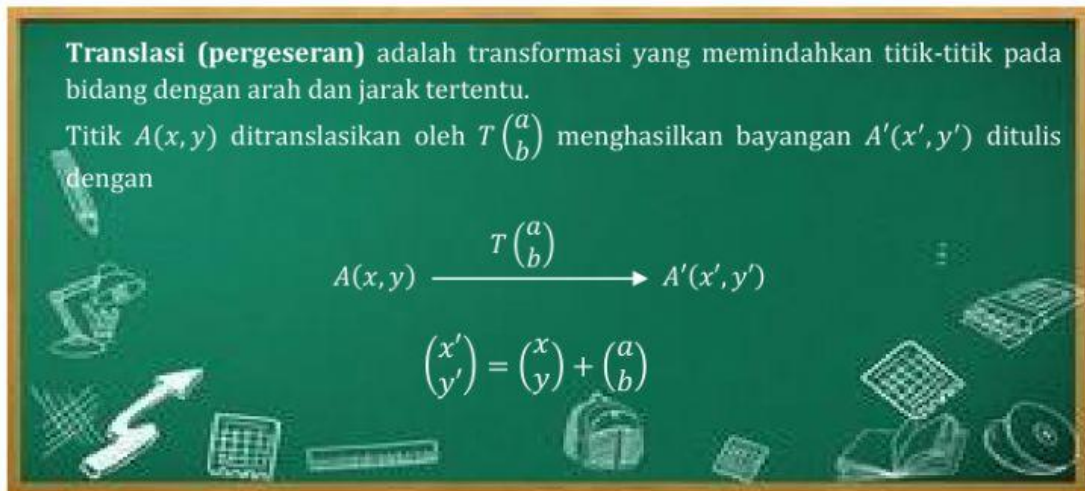 Translasi (pergeseran) adalah transformasi yang memindahkan titik-titik pada
bidang dengan arah dan jarak tertentu.
Titik A(x, y) ditranslasikan oleh T(a b) menghasilkan bayangan A′(x′, y′) ditulis
dengan
T(a b)
A(x, y) ⟶ A′(x′, y′)
(x′ y′) = (x y) + (a b)